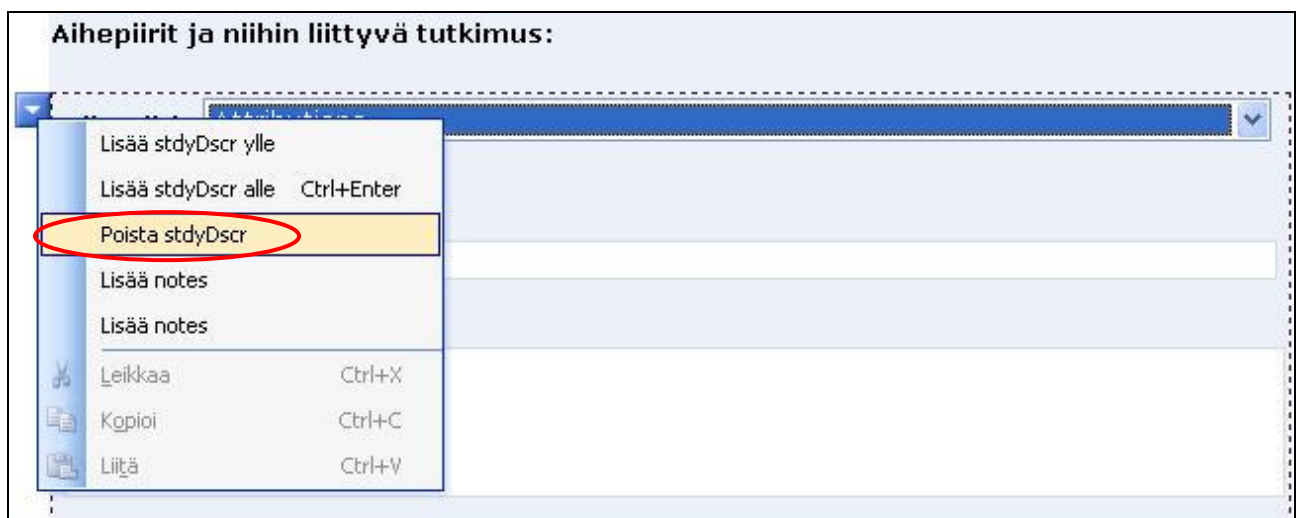 Aihepiirit ja niihin liittyvä tutkimus:
Lisää stdyDscr ylle
Lisää stdyDscr alle Ctrl+Enter
Poista stdyDscr
Lisää notes
Lisää notes
Leikkaa Ctrl+X
Kopioi Ctrl+C
Liitä Ctrl+V